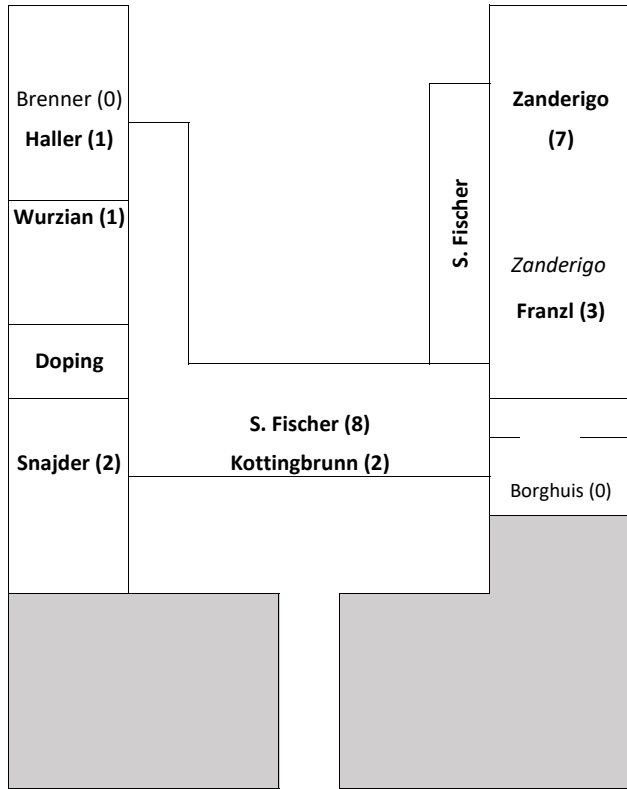 Brenner (0)
Haller (1)
Wurzian (1)
Doping
Snajder (2)
S. Fischer (8)
Kottingbrunn (2)
S. Fischer
Zanderigo
(7)
Zanderigo
Franzl (3)
Borghuis (0)